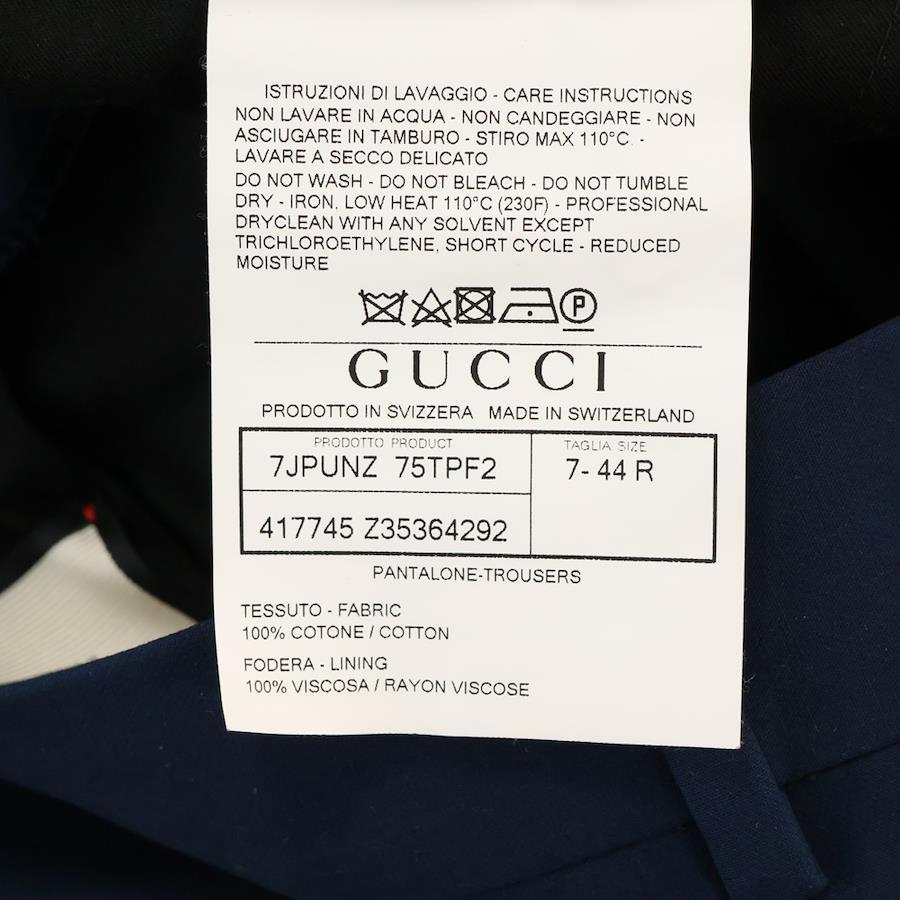 ISTRUZIONI DI LAVAGGIO - CARE INSTRUCTIONS
NON LAVARE IN ACQUA - NON CANDEGGIARE - NON
ASCIUGARE IN TAMBURO - STIRO MAX 110°C. -
LAVARE A SECCO DELICATO
DO NOT WASH - DO NOT BLEACH - DO NOT TUMBLE
DRY - IRON, LOW HEAT 110°C (230F) - PROFESSIONAL
DRYCLEAN WITH ANY SOLVENT EXCEPT
TRICHLOROETHYLENE, SHORT CYCLE - REDUCED
MOISTURE
P
GUCCI
PRODOTTO IN SVIZZERA MADE IN SWITZERLAND
PRODOTTO PRODUCT TAGLIA SIZE
7JPUNZ 75TPF2 7- 44 R
417745 Z35364292
PANTALONE-TROUSERS
TESSUTO - FABRIC
100% COTONE / COTTON
FODERA - LINING
100% VISCOSA / RAYON VISCOSE